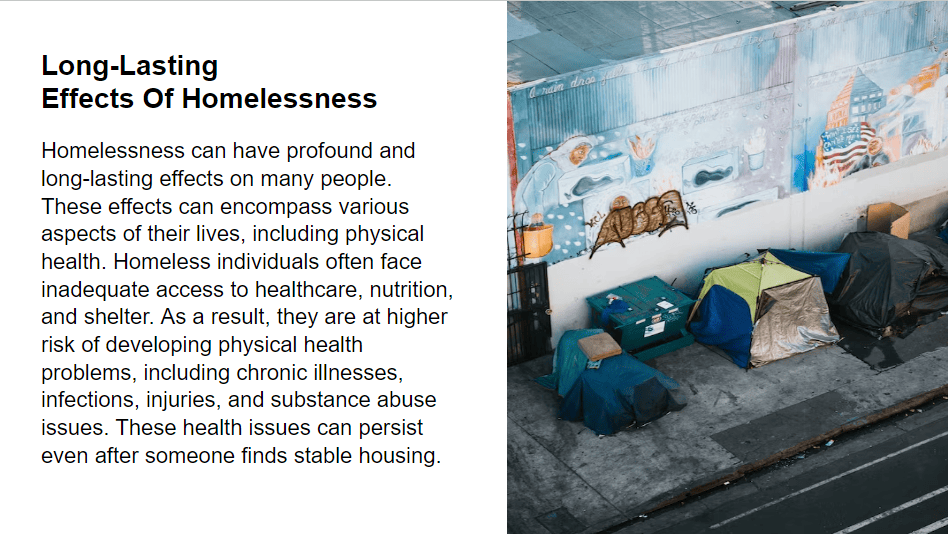 Long-Lasting
Effects Of Homelessness
Homelessness can have profound and
long-lasting effects on many people.
These effects can encompass various
aspects of their lives, including physical
health. Homeless individuals often face
inadequate access to healthcare, nutrition,
and shelter. As a result, they are at higher
risk of developing physical health
problems, including chronic illnesses,
infections, injuries, and substance abuse
issues. These health issues can persist
even after someone finds stable housing.